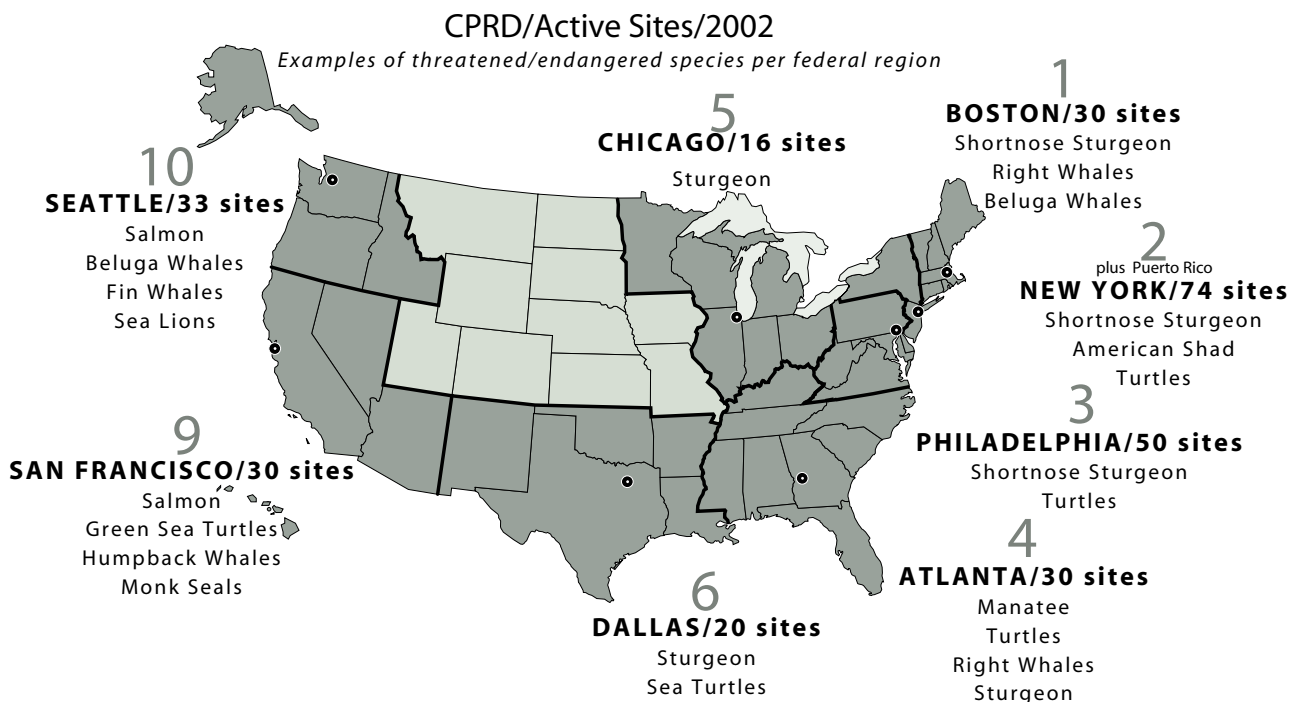 CPRD/Active Sites/2002
Examples of threatened/endangered species per federal region
1
BOSTON/30 sites
Shortnose Sturgeon
Right Whales
Beluga Whales
5
CHICAGO/16 sites
Sturgeon
10
SEATTLE/33 sites
Salmon
Beluga Whales
Fin Whales
Sea Lions
2
plus Puerto Rico
NEW YORK/74 sites
Shortnose Sturgeon
American Shad
Turtles
3
PHILADELPHIA/50 sites
Shortnose Sturgeon
Turtles
9
SAN FRANCISCO/30 sites
Salmon
Green Sea Turtles
Humpback Whales
Monk Seals
4
ATLANTA/30 sites
Manatee
Turtles
Right Whales
Sturgeon
6
DALLAS/20 sites
Sturgeon
Sea Turtles